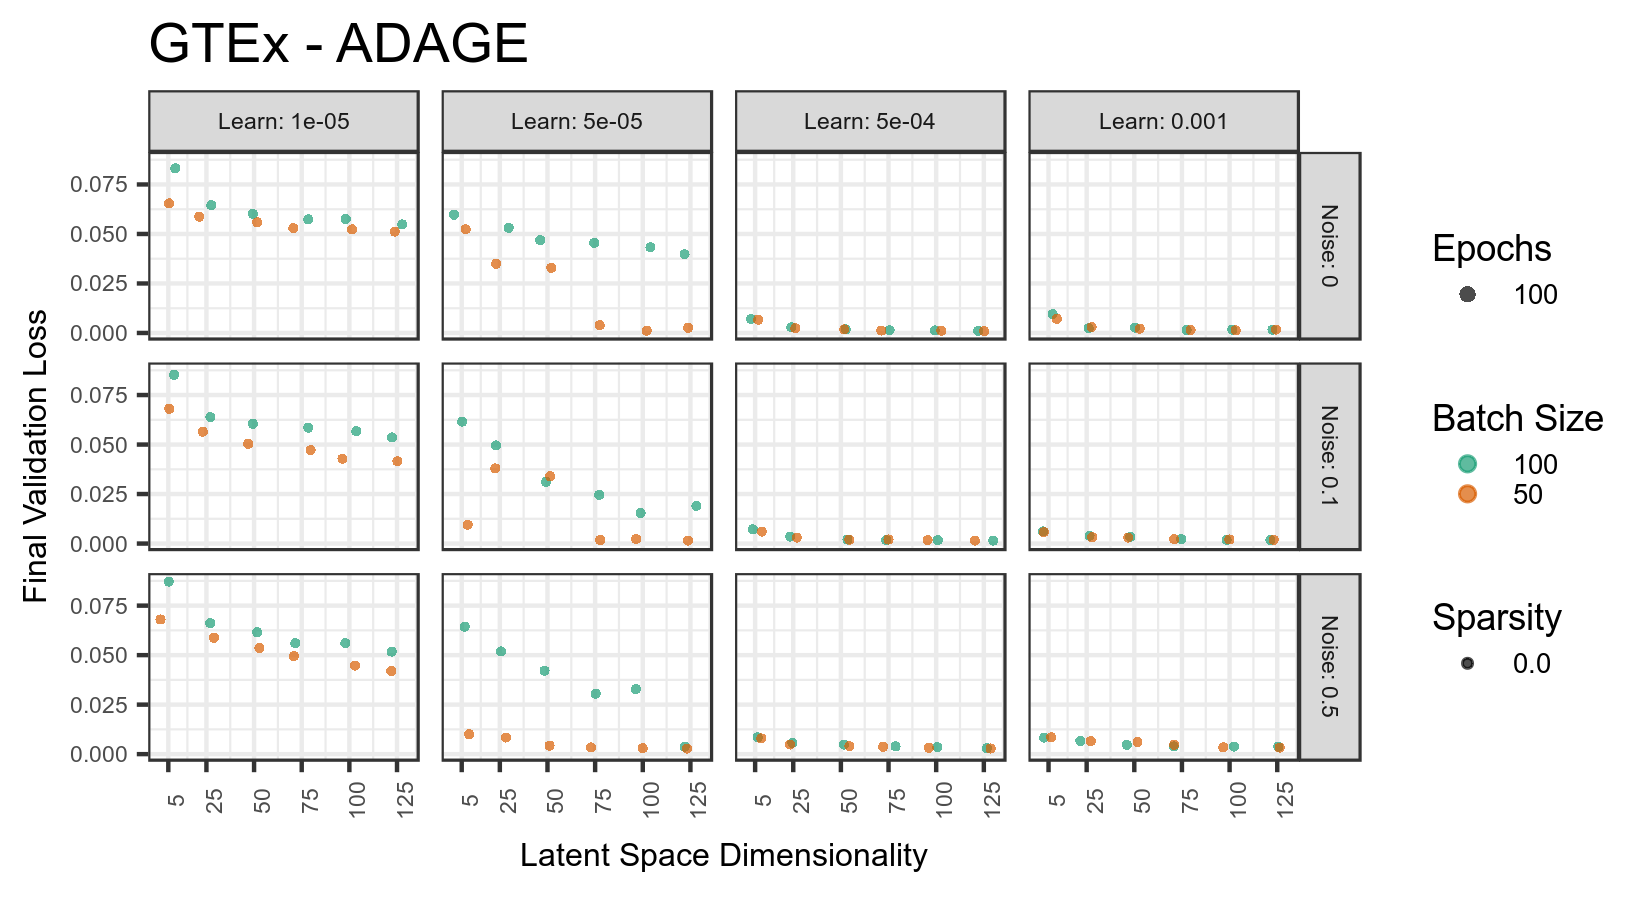 GTEx - ADAGE
Learn: 1e-05
Learn: 5e-05
Learn: 5e-04
Learn: 0.001
Final Validation Loss
0.075
0.050
0.025
0.000
Noise: 0
0.075
0.050
0.025
0.000
Noise: 0.1
0.075
0.050
0.025
0.000
Noise: 0.5
5 25 50 75 100 125
5 25 50 75 100 125
5 25 50 75 100 125
5 25 50 75 100 125
Latent Space Dimensionality
Epochs
100
Batch Size
100
50
Sparsity
0.0